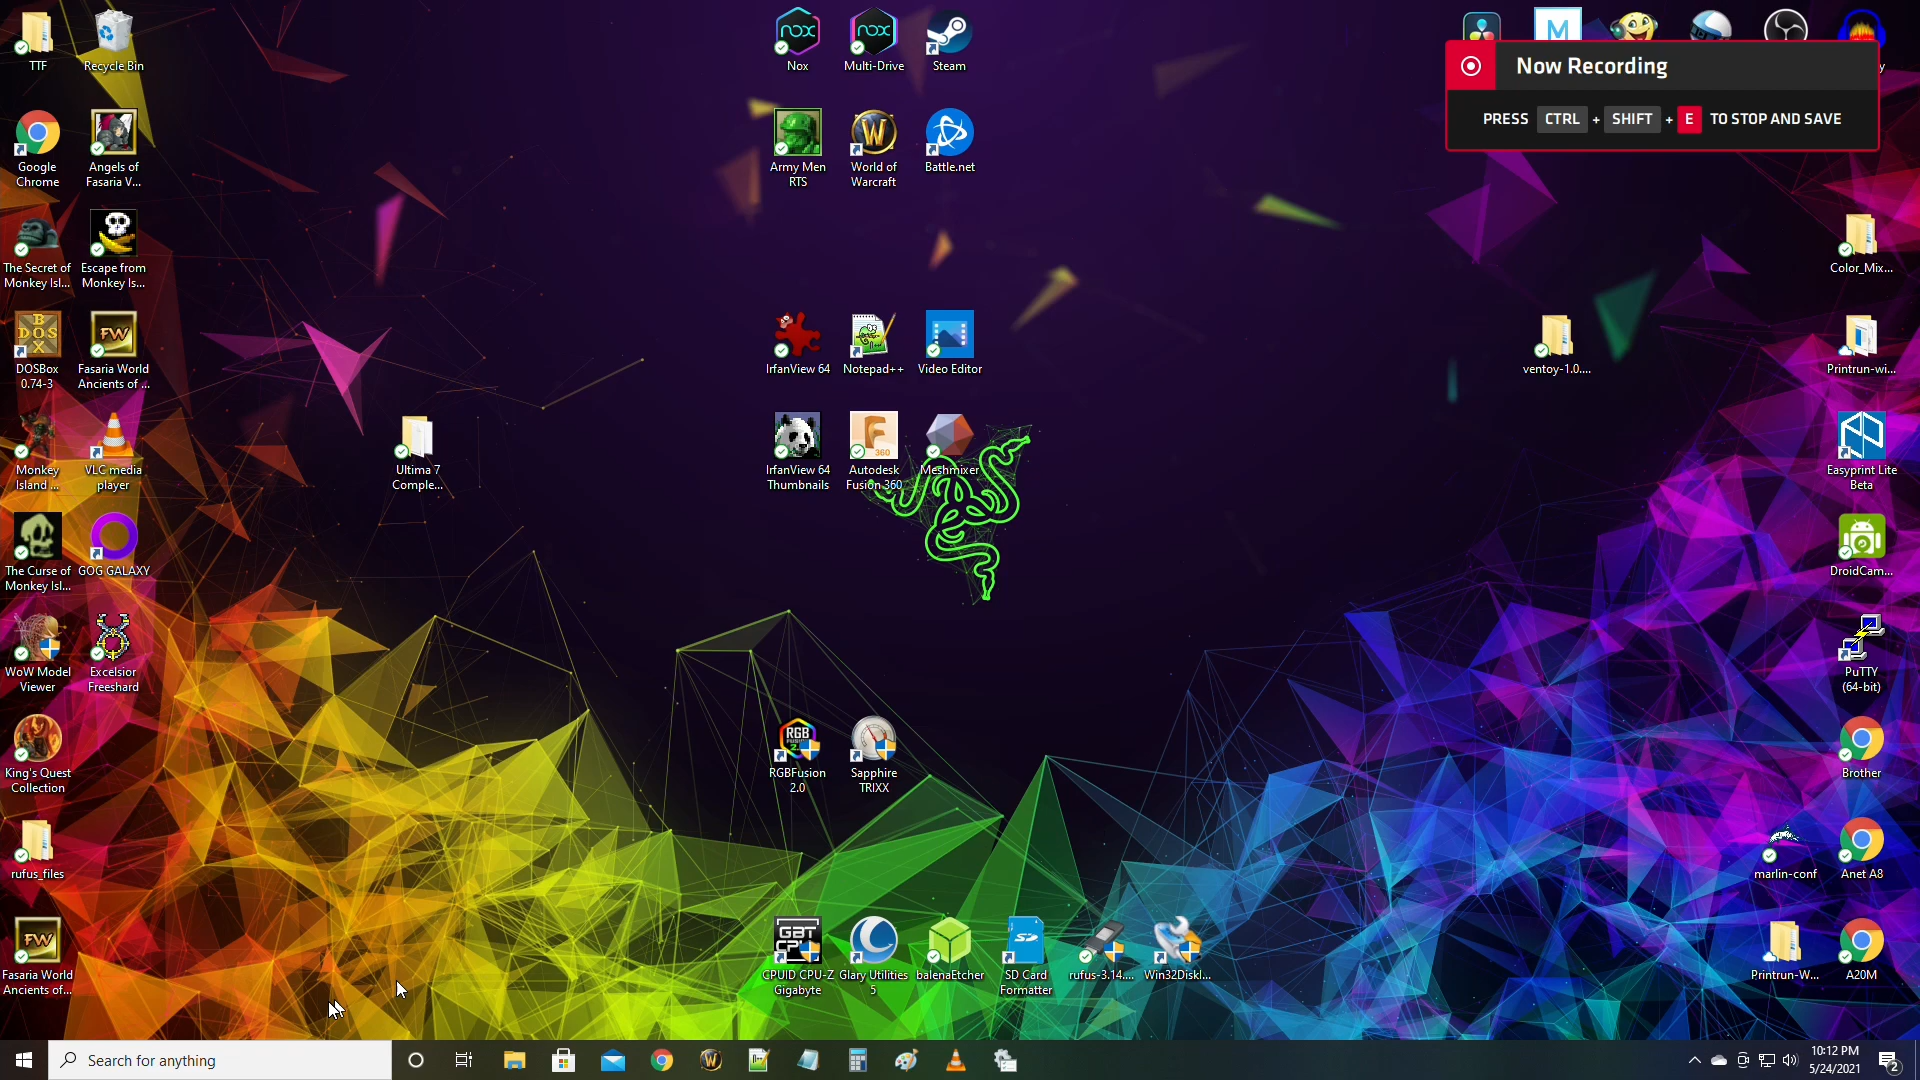 TTF
Recycle Bin
Nox
Multi-Drive
Steam
M
Now Recording
PRESS CTRL + SHIFT + E TO STOP AND SAVE
Google
Chrome
Angels of
Fasaria V...
Army Men
RTS
World of
Warcraft
Battle.net
The Secret of
Monkey Isl...
Escape from
Monkey Is...
Color_Mix...
DOSBox
0.74-3
Fasaria World
Ancients of ...
IrfanView 64
Notepad++
Video Editor
ventoy-1.0....
Printrun-wi...
Monkey
Island ...
VLC media
player
Ultima 7
Comple...
IrfanView 64
Thumbnails
Autodesk
Fusion 360
Meshmixer
Easyprint Lite
Beta
The Curse of
Monkey Isl...
GOG GALAXY
DroidCam...
WoW Model
Viewer
Excelsior
Freeshard
PuTTY
(64-bit)
King's Quest
Collection
RGBFusion
2.0
Sapphire
TRIXX
Brother
rufus_files
marlin-conf
Anet A8
Fasaria World
Ancients of...
CPUID CPU-Z
Gigabyte
Glary Utilities
5
balenaEtcher
SD Card
Formatter
rufus-3.14....
Win32DiskI...
Printrun-W...
A20M
Search for anything
10:12 PM
5/24/2021
2